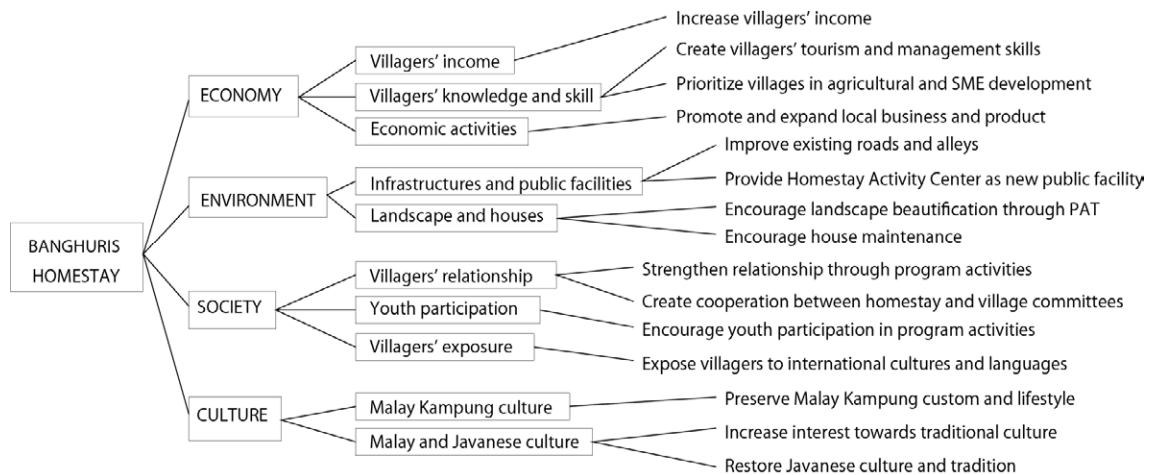 BANGHURIS
HOMESTAY
ECONOMY
Villagers’ income
Increase villagers’ income
Villagers’ knowledge and skill
Create villagers’ tourism and management skills
Prioritize villages in agricultural and SME development
Economic activities
Promote and expand local business and product
ENVIRONMENT
Infrastructures and public facilities
Improve existing roads and alleys
Provide Homestay Activity Center as new public facility
Landscape and houses
Encourage landscape beautification through PAT
Encourage house maintenance
SOCIETY
Villagers’ relationship
Strengthen relationship through program activities
Create cooperation between homestay and village committees
Youth participation
Encourage youth participation in program activities
Villagers’ exposure
Expose villagers to international cultures and languages
CULTURE
Malay Kampung culture
Preserve Malay Kampung custom and lifestyle
Malay and Javanese culture
Increase interest towards traditional culture
Restore Javanese culture and tradition